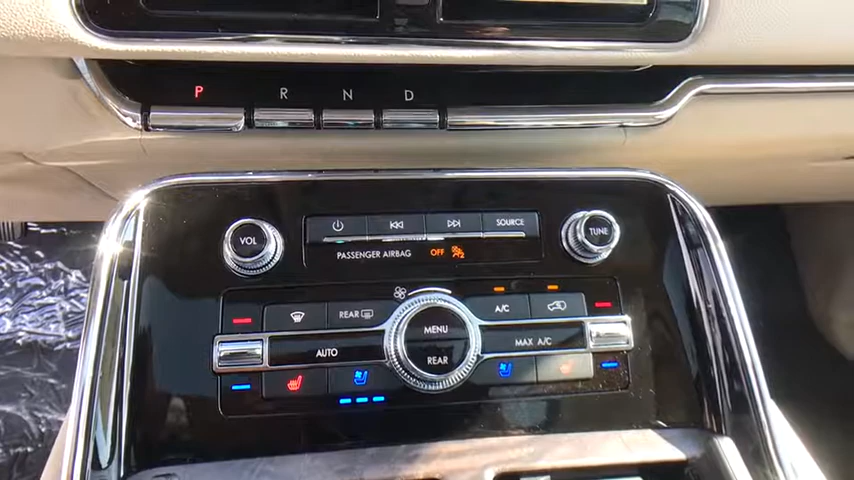 P R N D
SOURCE
VOL
TUNE
PASSENGER AIRBAG OFF
REAR
A/C
MENU
AUTO
MAX A/C
REAR